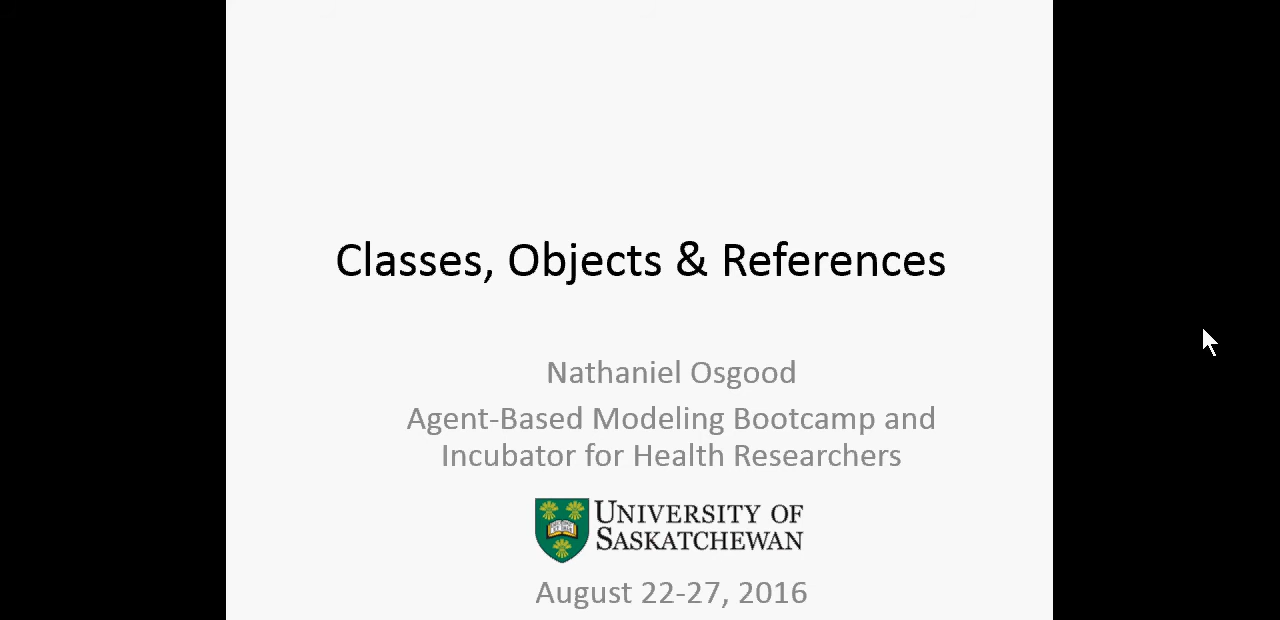 Classes, Objects & References
Nathaniel Osgood
Agent-Based Modeling Bootcamp and
Incubator for Health Researchers
UNIVERSITY OF
SASKATCHEWAN
August 22-27, 2016